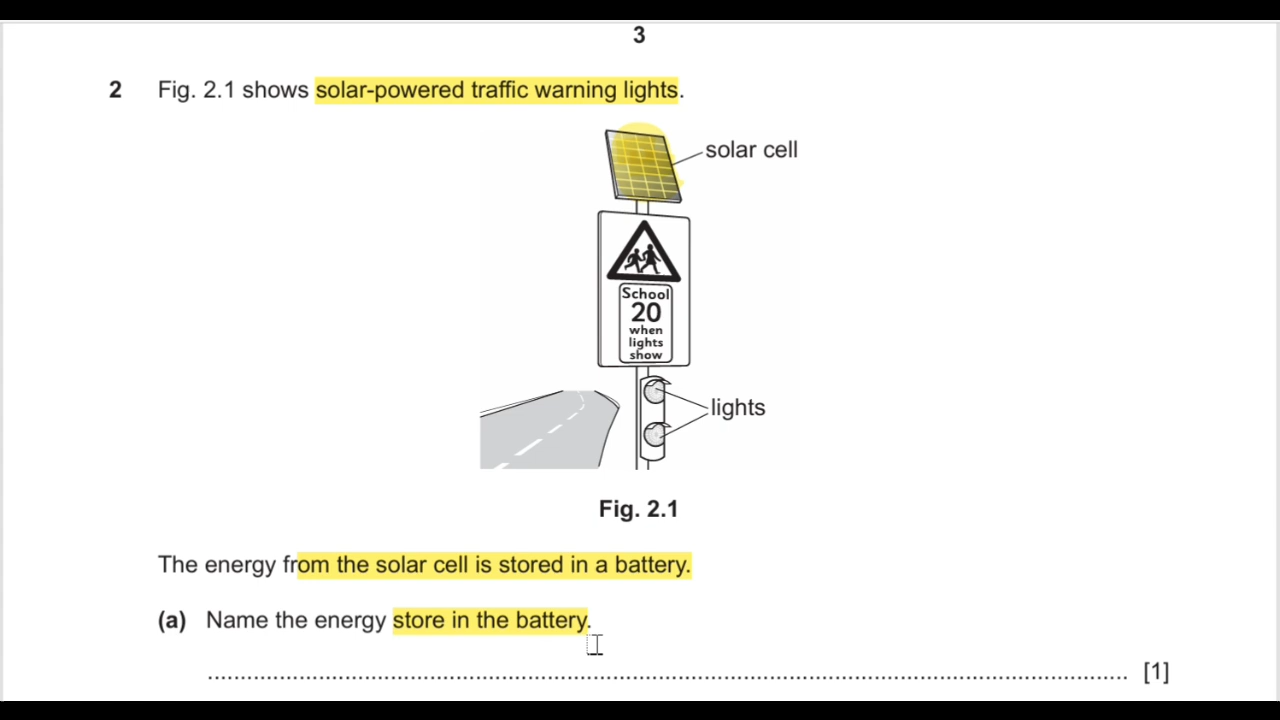 3
2 Fig. 2.1 shows solar-powered traffic warning lights.
solar cell
School
20
when
lights
show
lights
Fig. 2.1
The energy from the solar cell is stored in a battery.
(a) Name the energy store in the battery.
.......................................................................................................................................... [1]